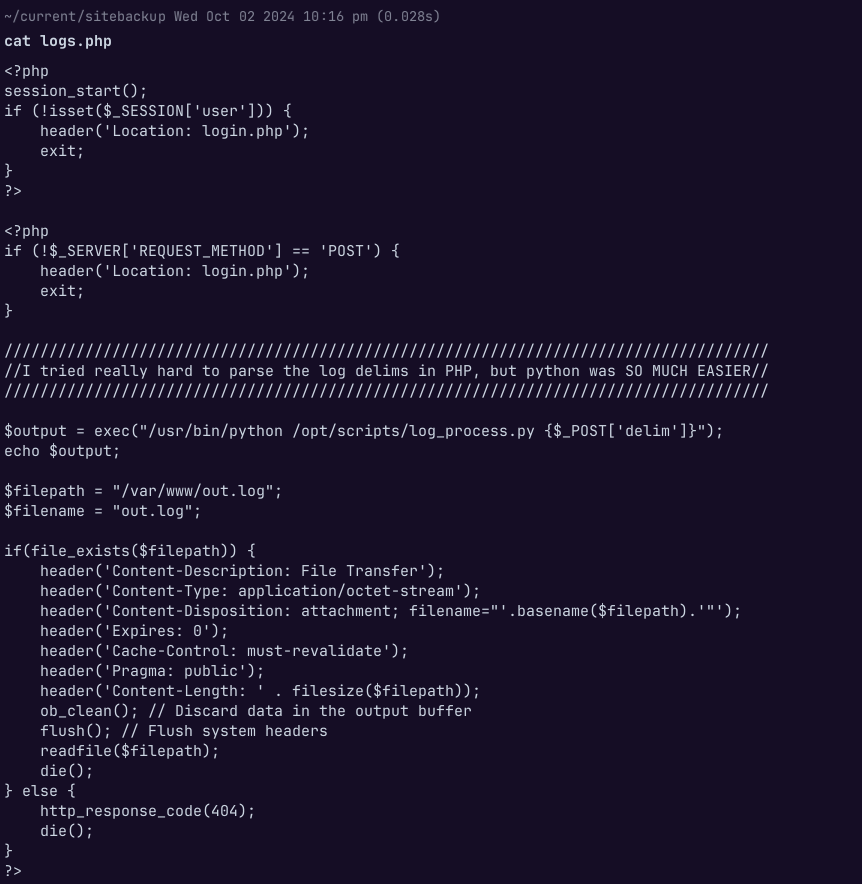 ~/current/sitebackup Wed Oct 02 2024 10:16 pm (0.028s)
cat logs.php
<?php
session_start();
if (!isset($_SESSION['user'])) {
    header('Location: login.php');
    exit;
}
?>

<?php
if (!$_SERVER['REQUEST_METHOD'] == 'POST') {
    header('Location: login.php');
    exit;
}

/////////////////////////////////////////////////////////////////////////////////////
//I tried really hard to parse the log delims in PHP, but python was SO MUCH EASIER//
/////////////////////////////////////////////////////////////////////////////////////

$output = exec("/usr/bin/python /opt/scripts/log_process.py {$_POST['delim']}");
echo $output;

$filepath = "/var/www/out.log";
$filename = "out.log";

if(file_exists($filepath)) {
    header('Content-Description: File Transfer');
    header('Content-Type: application/octet-stream');
    header('Content-Disposition: attachment; filename="'.basename($filepath).'"');
    header('Expires: 0');
    header('Cache-Control: must-revalidate');
    header('Pragma: public');
    header('Content-Length: ' . filesize($filepath));
    ob_clean(); // Discard data in the output buffer
    flush(); // Flush system headers
    readfile($filepath);
    die();
} else {
    http_response_code(404);
    die();
}
?>